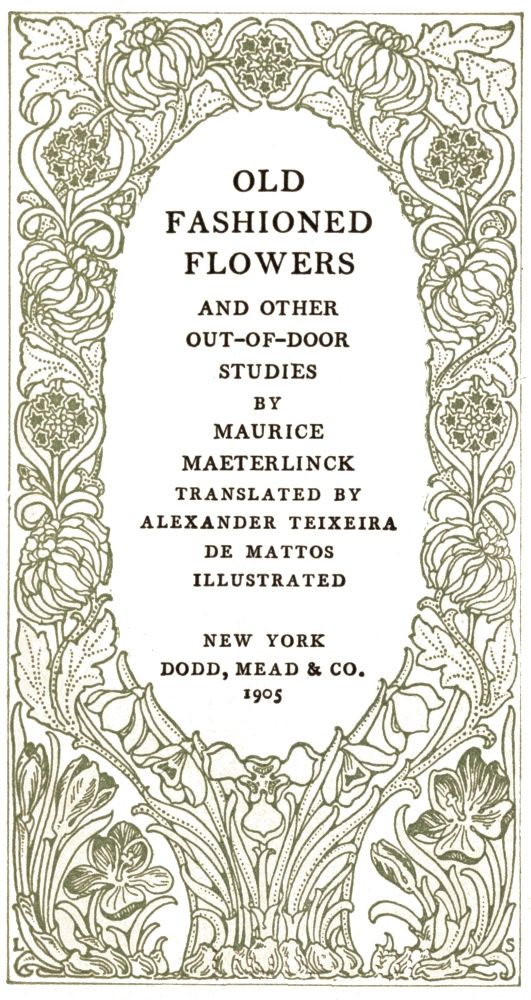 OLD
FASHIONED
FLOWERS
AND OTHER
OUT-OF-DOOR
STUDIES
BY
MAURICE
MAETERLINCK
TRANSLATED BY
ALEXANDER TEIXEIRA
DE MATTOS
ILLUSTRATED
NEW YORK
DODD, MEAD & CO.
1905
L S